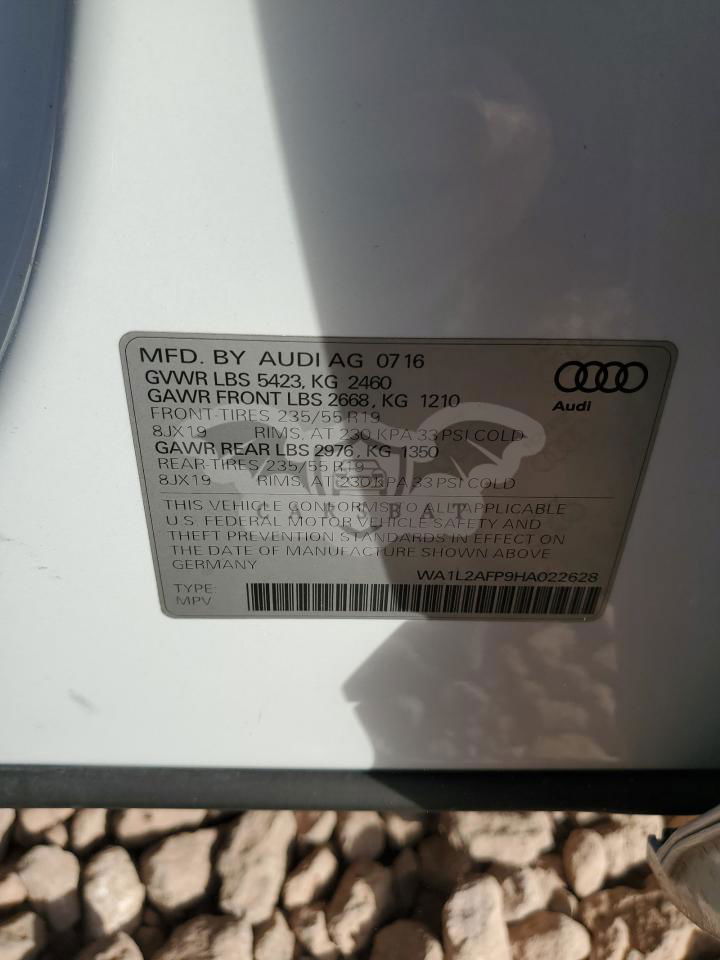 MFD. BY AUDI AG 0716
GVWR LBS 5423, KG 2460
GAWR FRONT LBS 2668, KG 1210
FRONT-TIRES 235/55 R19
8JX19 RIMS, AT 230 KPA 33 PSI COLD
GAWR REAR LBS 2976, KG 1350
REAR-TIRES 235/55 R19
8JX19 RIMS, AT 230 KPA 33 PSI COLD
Audi
THIS VEHICLE CONFORMS TO ALL APPLICABLE
U.S. FEDERAL MOTOR VEHICLE SAFETY AND
THEFT PREVENTION STANDARDS IN EFFECT ON
THE DATE OF MANUFACTURE SHOWN ABOVE
GERMANY
WA1L2AFP9HA022628
TYPE:
MPV
CARSBAT